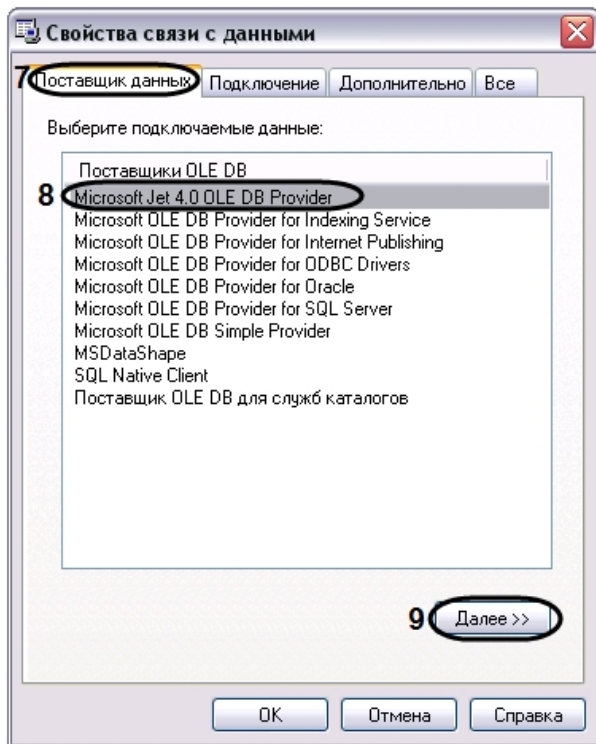 Свойства связи с данными
7 Поставщик данных Подключение Дополнительно Все
Выберите подключаемые данные:
Поставщики OLE DB
8 Microsoft Jet 4.0 OLE DB Provider
Microsoft OLE DB Provider for Indexing Service
Microsoft OLE DB Provider for Internet Publishing
Microsoft OLE DB Provider for ODBC Drivers
Microsoft OLE DB Provider for Oracle
Microsoft OLE DB Provider for SQL Server
Microsoft OLE DB Simple Provider
MSDataShape
SQL Native Client
Поставщик OLE DB для служб каталогов
9 Далее >>
OK Отмена Справка